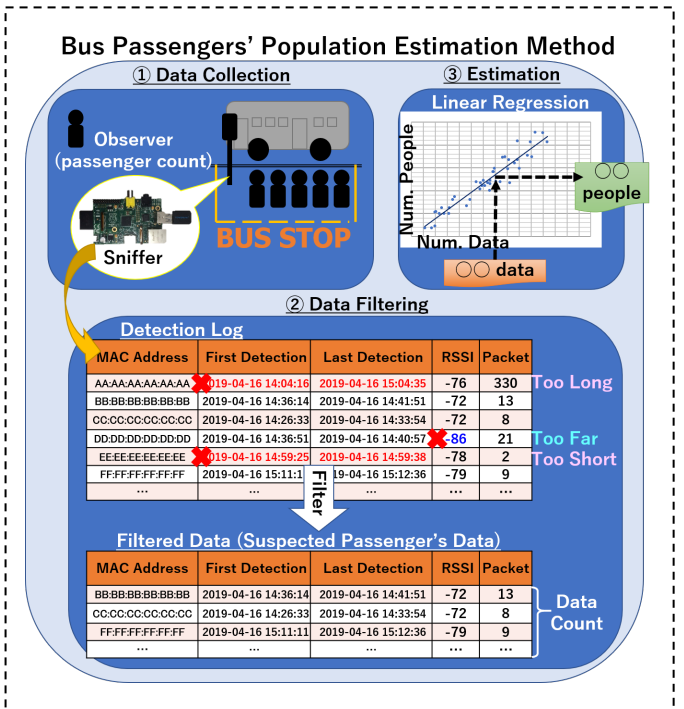 Bus Passengers' Population Estimation Method
① Data Collection
Observer
(passenger count)
Sniffer
BUS STOP
③ Estimation
Linear Regression
Num. People
Num. Data
○○
people
○○ data
② Data Filtering
Detection Log
MAC Address First Detection Last Detection RSSI Packet
AA:AA:AA:AA:AA:AA 2019-04-16 14:04:16 2019-04-16 15:04:35 -76 330 Too Long
BB:BB:BB:BB:BB:BB 2019-04-16 14:36:14 2019-04-16 14:41:51 -72 13
CC:CC:CC:CC:CC:CC 2019-04-16 14:26:33 2019-04-16 14:33:54 -72 8
DD:DD:DD:DD:DD:DD 2019-04-16 14:36:51 2019-04-16 14:40:57 -86 21 Too Far
EE:EE:EE:EE:EE:EE 2019-04-16 14:59:25 2019-04-16 14:59:38 -78 2 Too Short
FF:FF:FF:FF:FF:FF 2019-04-16 15:11:1 2019-04-16 15:12:36 -79 9
... ... ... ... ...
Filter
Filtered Data (Suspected Passenger's Data)
MAC Address First Detection Last Detection RSSI Packet
BB:BB:BB:BB:BB:BB 2019-04-16 14:36:14 2019-04-16 14:41:51 -72 13
CC:CC:CC:CC:CC:CC 2019-04-16 14:26:33 2019-04-16 14:33:54 -72 8
FF:FF:FF:FF:FF:FF 2019-04-16 15:11:11 2019-04-16 15:12:36 -79 9
... ... ... ... ...
Data
Count